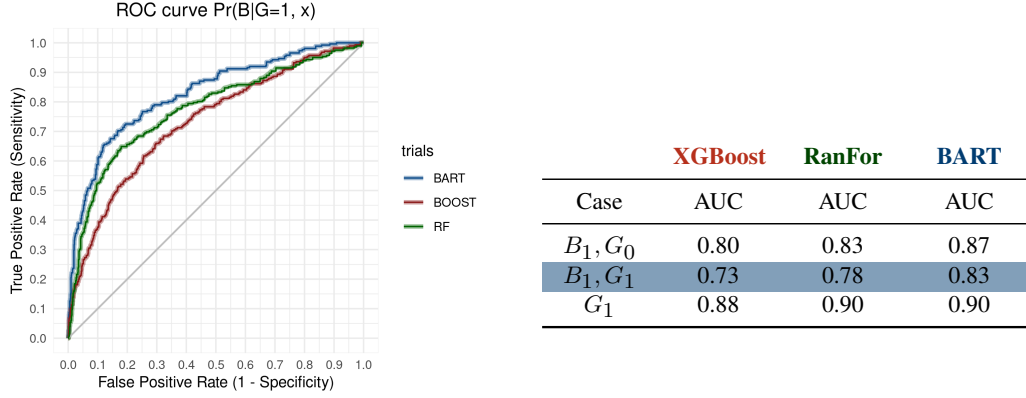 ROC curve Pr(B|G=1, x)
True Positive Rate (Sensitivity)
1.0
0.9
0.8
0.7
0.6
0.5
0.4
0.3
0.2
0.1
0.0
0.0 0.1 0.2 0.3 0.4 0.5 0.6 0.7 0.8 0.9 1.0
False Positive Rate (1 - Specificity)
trials
BART
BOOST
RF
XGBoost RanFor BART
Case AUC AUC AUC
B₁, G₀ 0.80 0.83 0.87
B₁, G₁ 0.73 0.78 0.83
G₁ 0.88 0.90 0.90